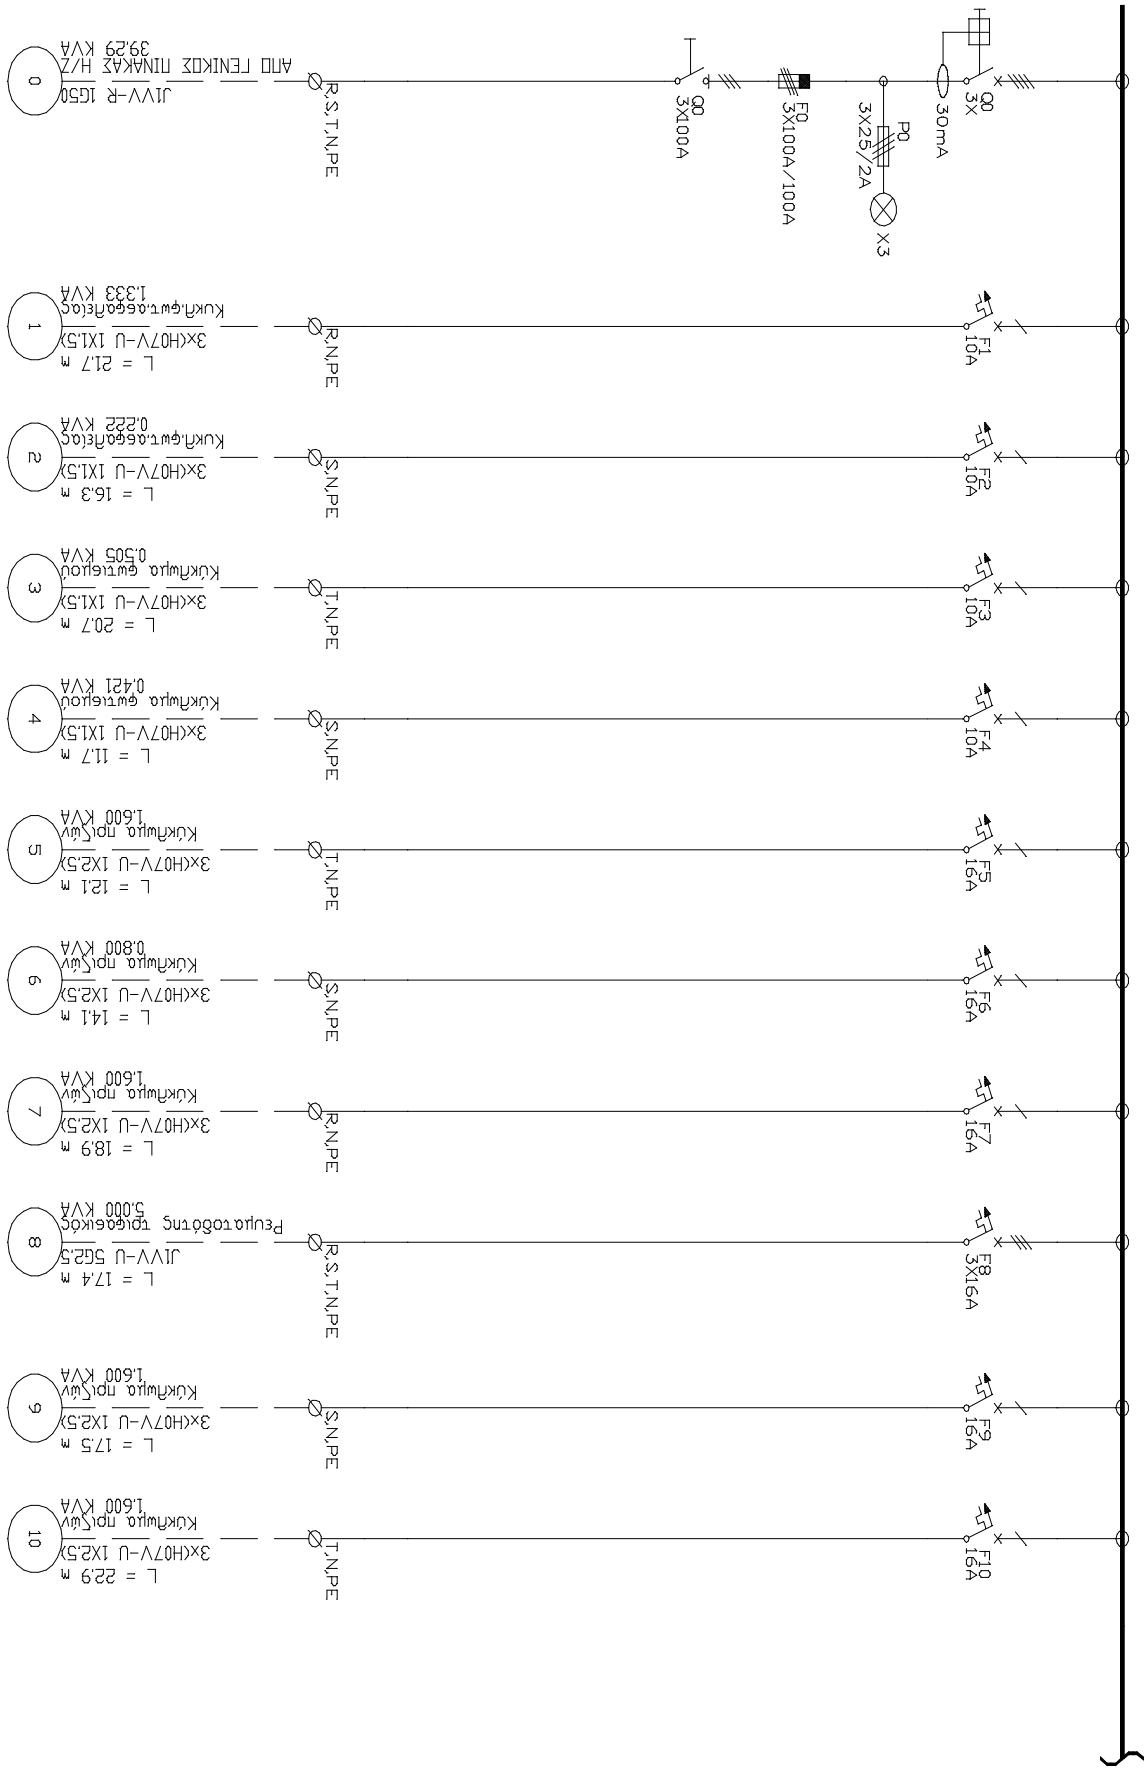 0
39.29 KVA
ΑΠΟ ΓΕΝΙΚΟΣ ΠΙΝΑΚΑΣ Η/Ζ
J1VV-R 1G50
R,S,T,N,PE
Q0
3X100A
F0
3X100A/100A
P0
3X25/2A
X3
30mA
Q0
3X
1
1.333 KVA
Κυκλ.φωτ.ασφαλείας
3x(H07V-U 1X1.5)
L = 21.7 m
R,N,PE
F1
10A
2
0.222 KVA
Κυκλ.φωτ.ασφαλείας
3x(H07V-U 1X1.5)
L = 16.3 m
S,N,PE
F2
10A
3
0.505 KVA
Κύκλωμα φωτισμού
3x(H07V-U 1X1.5)
L = 20.7 m
T,N,PE
F3
10A
4
0.421 KVA
Κύκλωμα φωτισμού
3x(H07V-U 1X1.5)
L = 11.7 m
S,N,PE
F4
10A
5
1.600 KVA
Κύκλωμα πριζών
3x(H07V-U 1X2.5)
L = 12.1 m
T,N,PE
F5
16A
6
0.800 KVA
Κύκλωμα πριζών
3x(H07V-U 1X2.5)
L = 14.1 m
S,N,PE
F6
16A
7
1.600 KVA
Κύκλωμα πριζών
3x(H07V-U 1X2.5)
L = 18.9 m
R,N,PE
F7
16A
8
5.000 KVA
Ρευματοδότης τριφασικός
J1VV-U 5G2.5
L = 17.4 m
R,S,T,N,PE
F8
3X16A
9
1.600 KVA
Κύκλωμα πριζών
3x(H07V-U 1X2.5)
L = 17.5 m
S,N,PE
F9
16A
10
1.600 KVA
Κύκλωμα πριζών
3x(H07V-U 1X2.5)
L = 22.9 m
T,N,PE
F10
16A